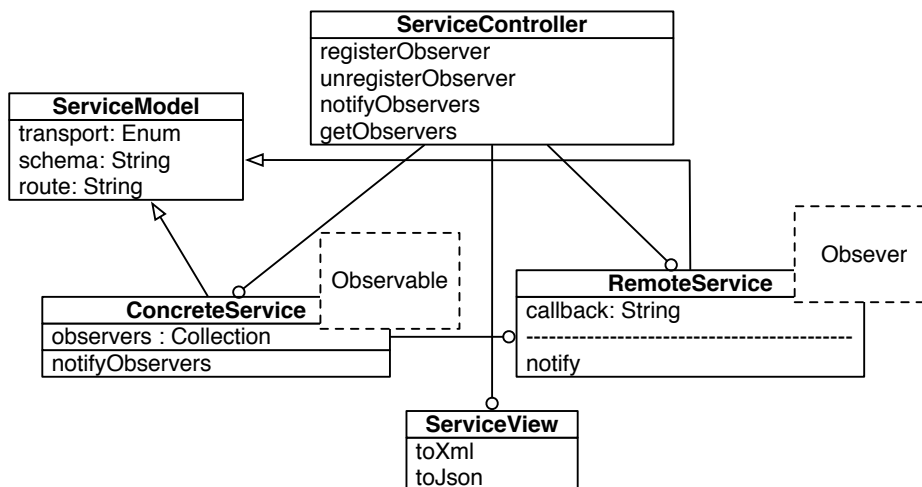 ServiceController
registerObserver
unregisterObserver
notifyObservers
getObservers
ServiceModel
transport: Enum
schema: String
route: String
Observable
Obsever
ConcreteService
observers : Collection
notifyObservers
RemoteService
callback: String
notify
ServiceView
toXml
toJson